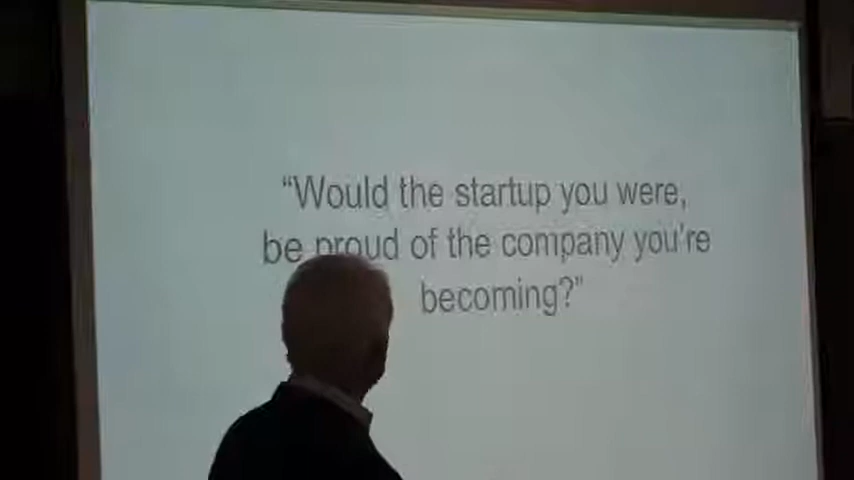 “Would the startup you were,
be proud of the company you're
becoming?”